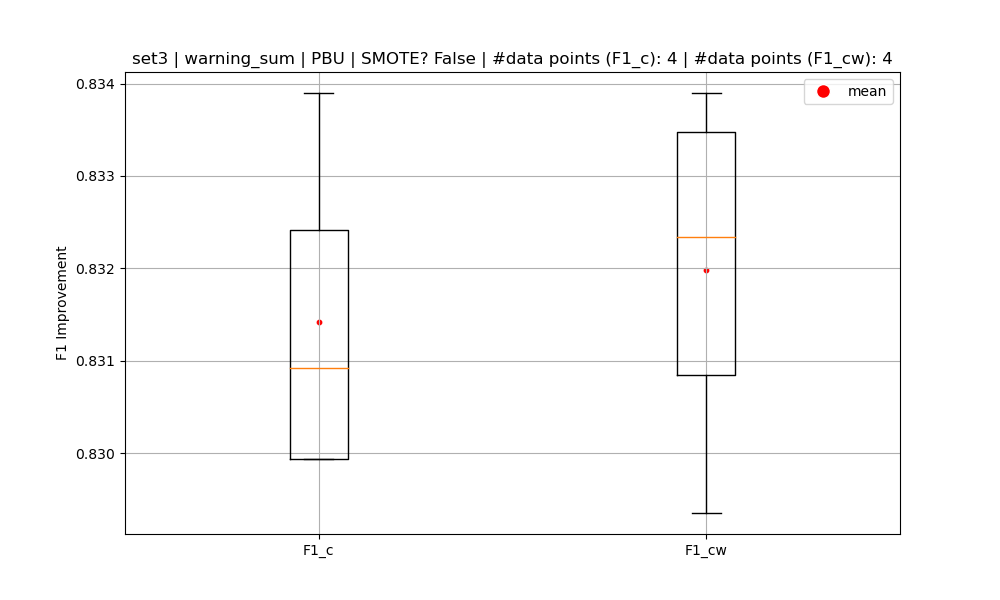 set3 | warning_sum | PBU | SMOTE? False | #data points (F1_c): 4 | #data points (F1_cw): 4
mean
0.834
0.833
0.832
0.831
0.830
F1 Improvement
F1_c
F1_cw